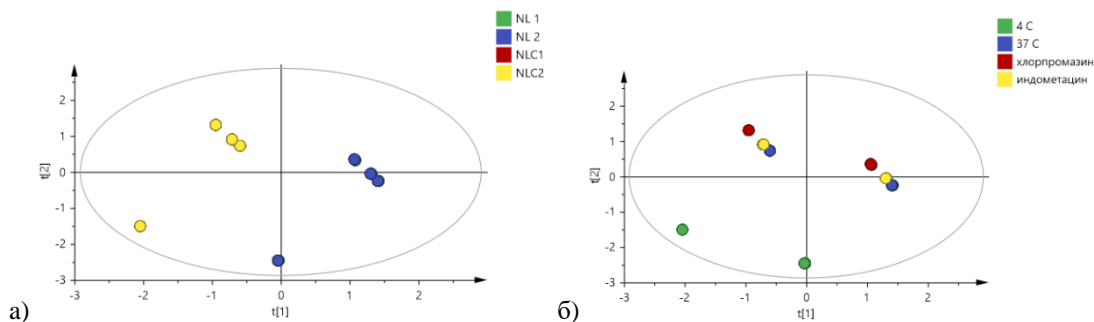 NL 1
NL 2
NLC1
NLC2
t[2]
2
1
0
-1
-2
-3
-3
-2
-1
0
1
2
t[1]
а)
4 C
37 C
хлорпромазин
индометацин
t[2]
2
1
0
-1
-2
-3
-3
-2
-1
0
1
2
t[1]
б)